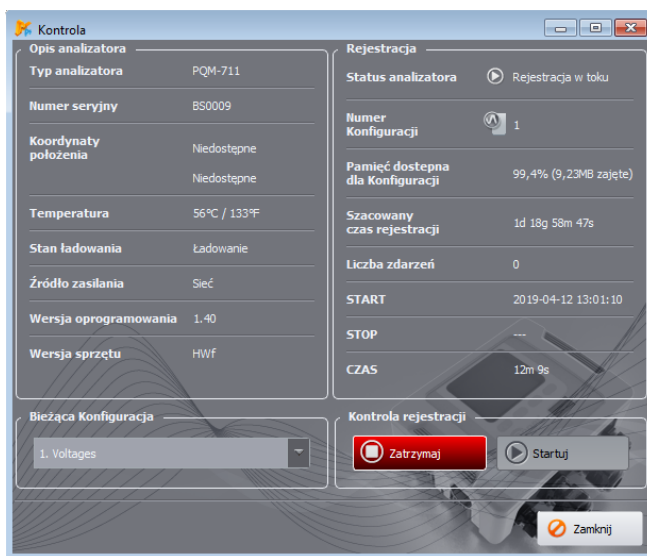 Kontrola
Opis analizatora
Typ analizatora PQM-711
Numer seryjny BS0009
Koordynaty
położenia
Niedostępne
Niedostępne
Temperatura 56°C / 133°F
Stan ładowania Ładowanie
Źródło zasilania Sieć
Wersja oprogramowania 1.40
Wersja sprzętu HWf
Rejestracja
Status analizatora Rejestracja w toku
Numer
Konfiguracji
1
Pamięć dostepna
dla Konfiguracji
99,4% (9,23MB zajęte)
Szacowany
czas rejestracji
1d 18g 58m 47s
Liczba zdarzeń 0
START 2019-04-12 13:01:10
STOP ---
CZAS 12m 9s
Bieżąca Konfiguracja
1. Voltages
Kontrola rejestracji
Zatrzymaj
Startuj
Zamknij